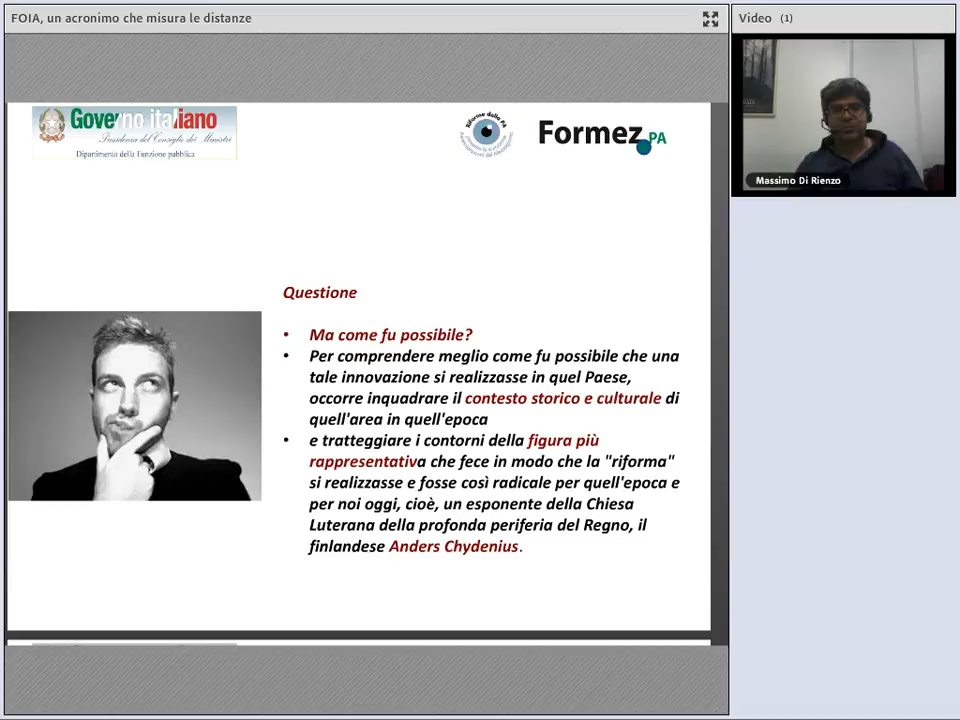 FOIA, un acronimo che misura le distanze
Video (1)
Governo italiano
Presidenza del Consiglio dei Ministri
Dipartimento della Funzione pubblica
Riforme della PA
Formez PA
Massimo Di Rienzo
Questione
• Ma come fu possibile?
• Per comprendere meglio come fu possibile che una
tale innovazione si realizzasse in quel Paese,
occorre inquadrare il contesto storico e culturale di
quell'area in quell'epoca
• e tratteggiare i contorni della figura più
rappresentativa che fece in modo che la "riforma"
si realizzasse e fosse così radicale per quell'epoca e
per noi oggi, cioè, un esponente della Chiesa
Luterana della profonda periferia del Regno, il
finlandese Anders Chydenius.